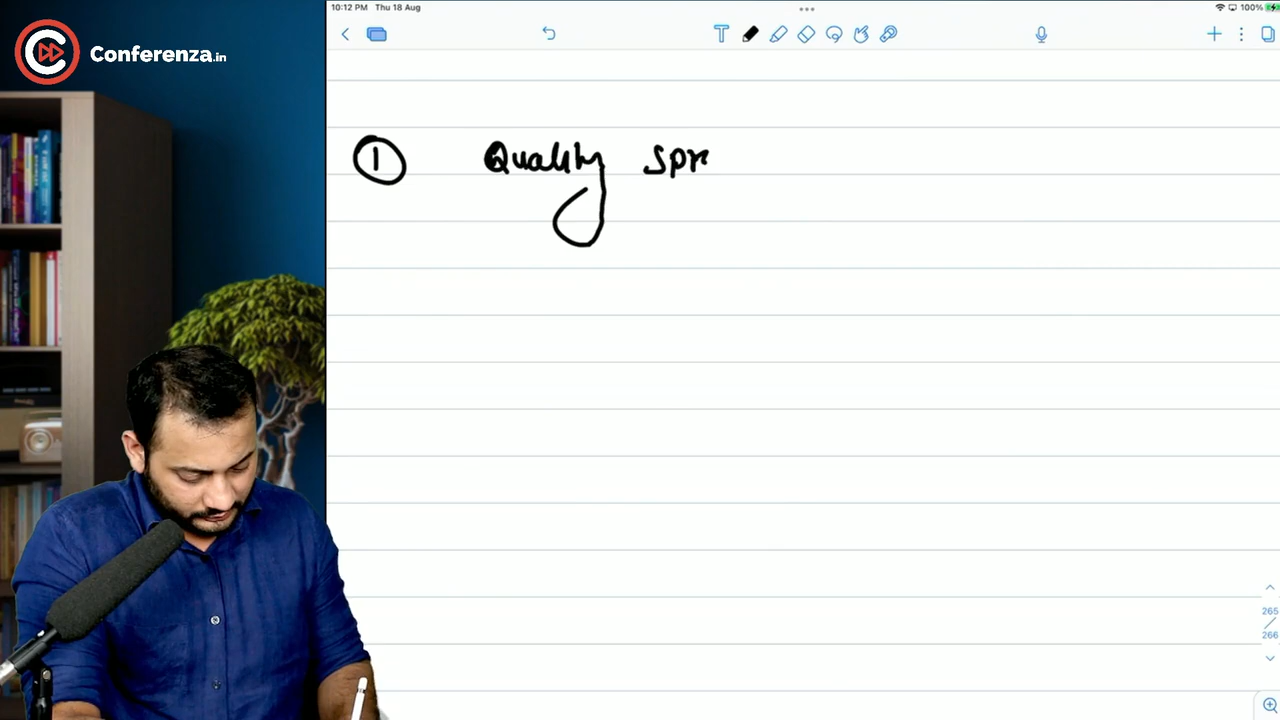 10:12 PM Thu 18 Aug
100%
Conferenza.in
T
1 Quality Spr
265
266